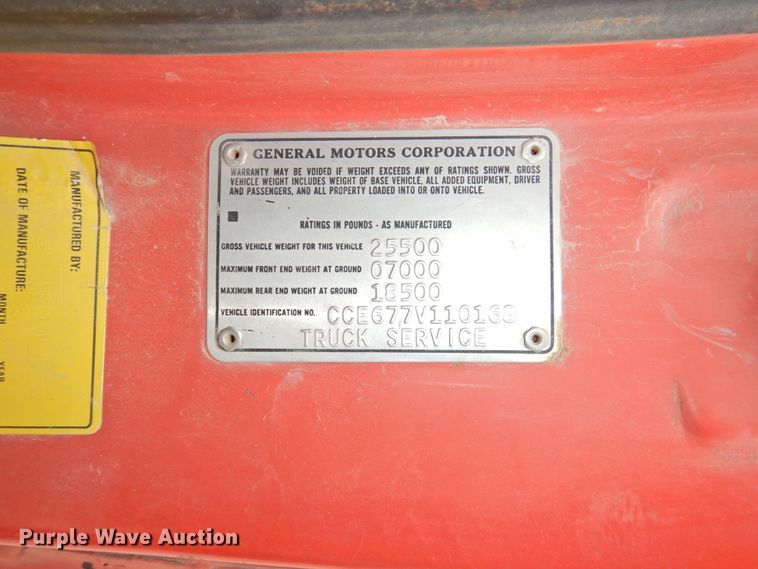 GENERAL MOTORS CORPORATION
WARRANTY MAY BE VOIDED IF WEIGHT EXCEEDS ANY OF RATINGS SHOWN. GROSS
VEHICLE WEIGHT INCLUDES WEIGHT OF BASE VEHICLE, ALL ADDED EQUIPMENT, DRIVER
AND PASSENGERS, AND ALL PROPERTY LOADED INTO OR ONTO VEHICLE.
RATINGS IN POUNDS - AS MANUFACTURED
GROSS VEHICLE WEIGHT FOR THIS VEHICLE 25500
MAXIMUM FRONT END WEIGHT AT GROUND 07000
MAXIMUM REAR END WEIGHT AT GROUND 18500
VEHICLE IDENTIFICATION NO.
TRUCK SERVICE
MANUFACTURED BY:
DATE OF MANUFACTURE:
MONTH YEAR
Purple Wave Auction